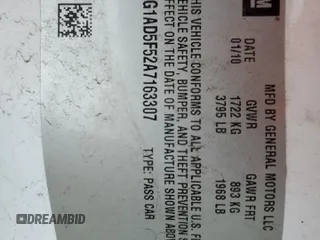 GM
MFD BY GENERAL MOTORS LLC
DATE GVWR GAWR FRT
01/10 1722 KG 893 KG
3795 LB 1968 LB
THIS VEHICLE CONFORMS TO ALL APPLICABLE U.S. F
VEHICLE SAFETY, BUMPER, AND THEFT PREVENTION S
EFFECT ON THE DATE OF MANUFACTURE SHOWN ABO
G1AD5F52A7163307 TYPE: PASS CAR
DREAMBID